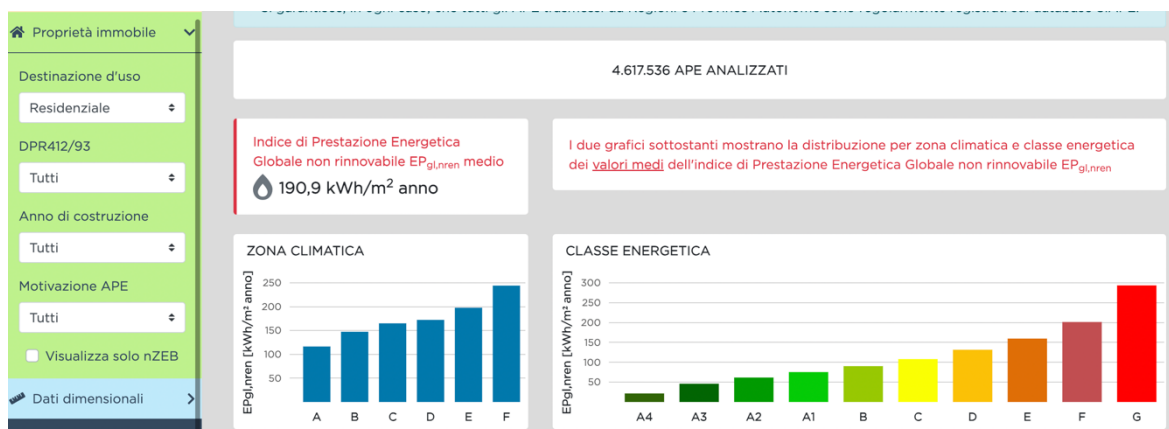 Proprietà immobile
Destinazione d'uso
Residenziale
DPR412/93
Tutti
Anno di costruzione
Tutti
Motivazione APE
Tutti
Visualizza solo nZEB
Dati dimensionali
4.617.536 APE ANALIZZATI
Indice di Prestazione Energetica
Globale non rinnovabile EPgl,nren medio
190,9 kWh/m² anno
I due grafici sottostanti mostrano la distribuzione per zona climatica e classe energetica
dei valori medi dell'indice di Prestazione Energetica Globale non rinnovabile EPgl,nren
ZONA CLIMATICA
EPgl,nren [kWh/m² anno]
250
200
150
100
50
A B C D E F
CLASSE ENERGETICA
EPgl,nren [kWh/m² anno]
300
250
200
150
100
50
A4 A3 A2 A1 B C D E F G